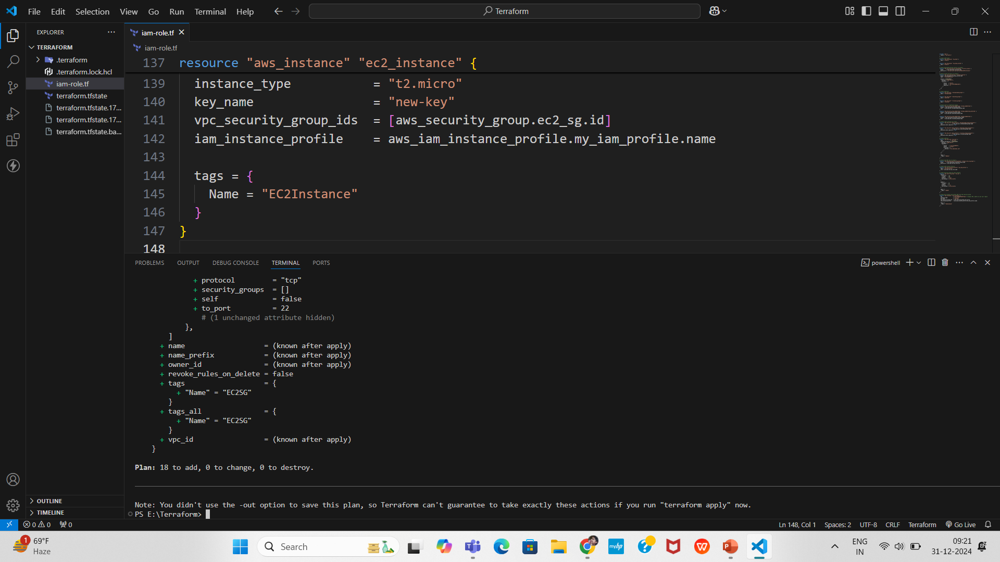 File Edit Selection View Go Run Terminal Help
Terraform
EXPLORER
TERRAFORM
.terraform
.terraform.lock.hcl
iam-role.tf
terraform.tfstate
terraform.tfstate.17...
terraform.tfstate.17...
terraform.tfstate.ba...
OUTLINE
TIMELINE
iam-role.tf
iam-role.tf
137 resource "aws_instance" "ec2_instance" {
139 instance_type = "t2.micro"
140 key_name = "new-key"
141 vpc_security_group_ids = [aws_security_group.ec2_sg.id]
142 iam_instance_profile = aws_iam_instance_profile.my_iam_profile.name
143
144 tags = {
145 Name = "EC2Instance"
146 }
147 }
148
PROBLEMS OUTPUT DEBUG CONSOLE TERMINAL PORTS
powershell
+ protocol = "tcp"
+ security_groups = []
+ self = false
+ to_port = 22
# (1 unchanged attribute hidden)
},
]
+ name = (known after apply)
+ name_prefix = (known after apply)
+ owner_id = (known after apply)
+ revoke_rules_on_delete = false
+ tags = {
+ "Name" = "EC2SG"
}
+ tags_all = {
+ "Name" = "EC2SG"
}
+ vpc_id = (known after apply)
}
Plan: 18 to add, 0 to change, 0 to destroy.
Note: You didn't use the -out option to save this plan, so Terraform can't guarantee to take exactly these actions if you run "terraform apply" now.
PS E:\Terraform>
0 0 0
Ln 148, Col 1 Spaces: 2 UTF-8 CRLF Terraform Go Live
1
69°F
Haze
Search
myhp
ENG
IN
09:21
31-12-2024